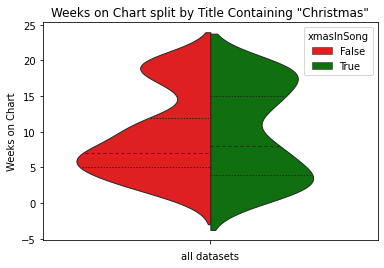 Weeks on Chart split by Title Containing "Christmas"
25
20
15
10
5
0
−5
Weeks on Chart
xmasInSong
False
True
all datasets